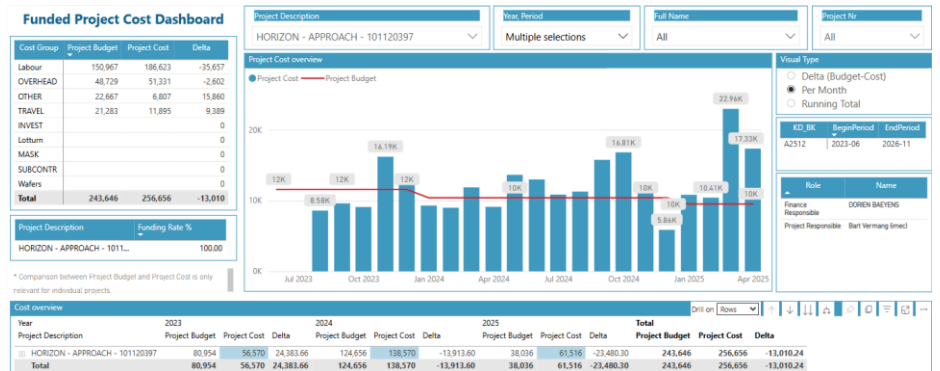 Funded Project Cost Dashboard
Project Description
HORIZON - APPROACH - 101120397
Year, Period
Multiple selections
Full Name
All
Project Nr
All
Cost Group Project Budget Project Cost Delta
Labour 150,967 186,623 -35,657
OVERHEAD 48,729 51,331 -2,602
OTHER 22,667 6,807 15,860
TRAVEL 21,283 11,895 9,389
INVEST 0
Lotturn 0
MASK 0
SUBCONTR 0
Wafers 0
Total 243,646 256,656 -13,010
Project Description Funding Rate %
HORIZON - APPROACH - 1011... 100.00
* Comparison between Project Budget and Project Cost is only
relevant for individual projects.
Project Cost overview
Project Cost Project Budget
20K
10K
0K
12K
8.58K
12K
16.19K
12K
10K
16.81K
10K
5.86K
10K
10.41K
22.96K
17.33K
10K
Jul 2023 Oct 2023 Jan 2024 Apr 2024 Jul 2024 Oct 2024 Jan 2025 Apr 2025
Visual Type
Delta (Budget-Cost)
Per Month
Running Total
KD_BK BeginPeriod EndPeriod
A2512 2023-06 2026-11
Role Name
Finance Responsible DORIEN BAEYENS
Project Responsible Bart Vermang (imec)
Cost overview
Drill on Rows
Year 2023 2024 2025 Total
Project Description Project Budget Project Cost Delta Project Budget Project Cost Delta Project Budget Project Cost Delta Project Budget Project Cost Delta
HORIZON - APPROACH - 101120397 80,954 56,570 24,383.66 124,656 138,570 -13,913.60 38,036 61,516 -23,480.30 243,646 256,656 -13,010.24
Total 80,954 56,570 24,383.66 124,656 138,570 -13,913.60 38,036 61,516 -23,480.30 243,646 256,656 -13,010.24